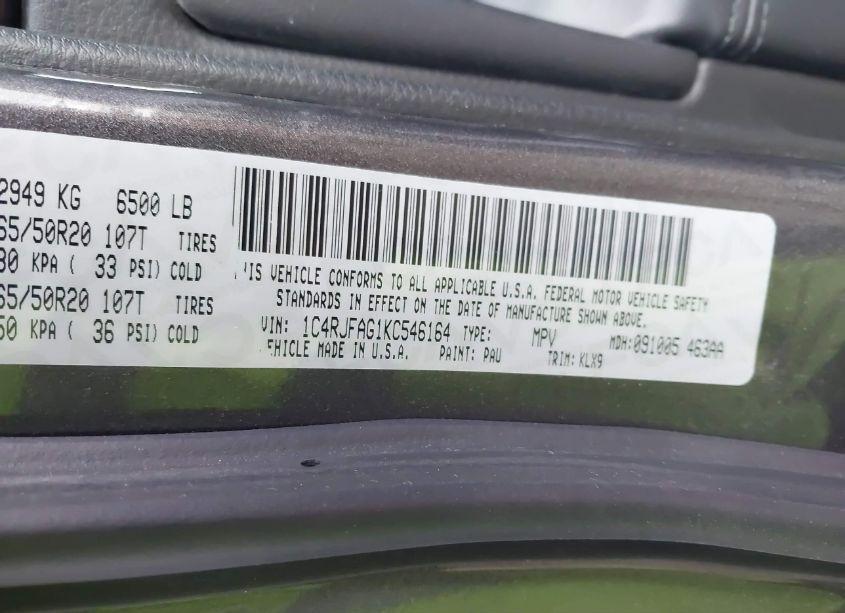 2949 KG 6500 LB
65/50R20 107T TIRES
30 KPA ( 33 PSI) COLD
65/50R20 107T TIRES
50 KPA ( 36 PSI) COLD
'IS VEHICLE CONFORMS TO ALL APPLICABLE U.S.A. FEDERAL MOTOR VEHICLE SAFETY
STANDARDS IN EFFECT ON THE DATE OF MANUFACTURE SHOWN ABOVE.
VIN: 1C4RJFAG1KC546164 TYPE: MPV MDH:091005 463AA
EHICLE MADE IN U.S.A. PAINT: PAU TRIM: KLX9